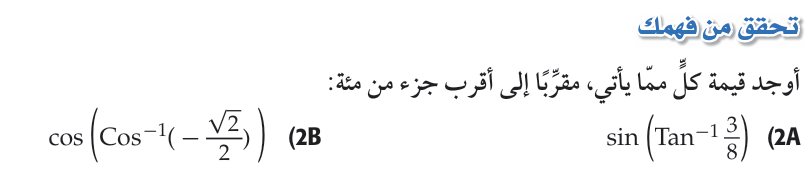 تحقق من فهمك
أوجد قيمة كلٍّ ممّا يأتي، مقرِّبًا إلى أقرب جزء من مئة:
(2A sin (Tan⁻¹ 3/8) (2B cos (Cos⁻¹(−√2/2))